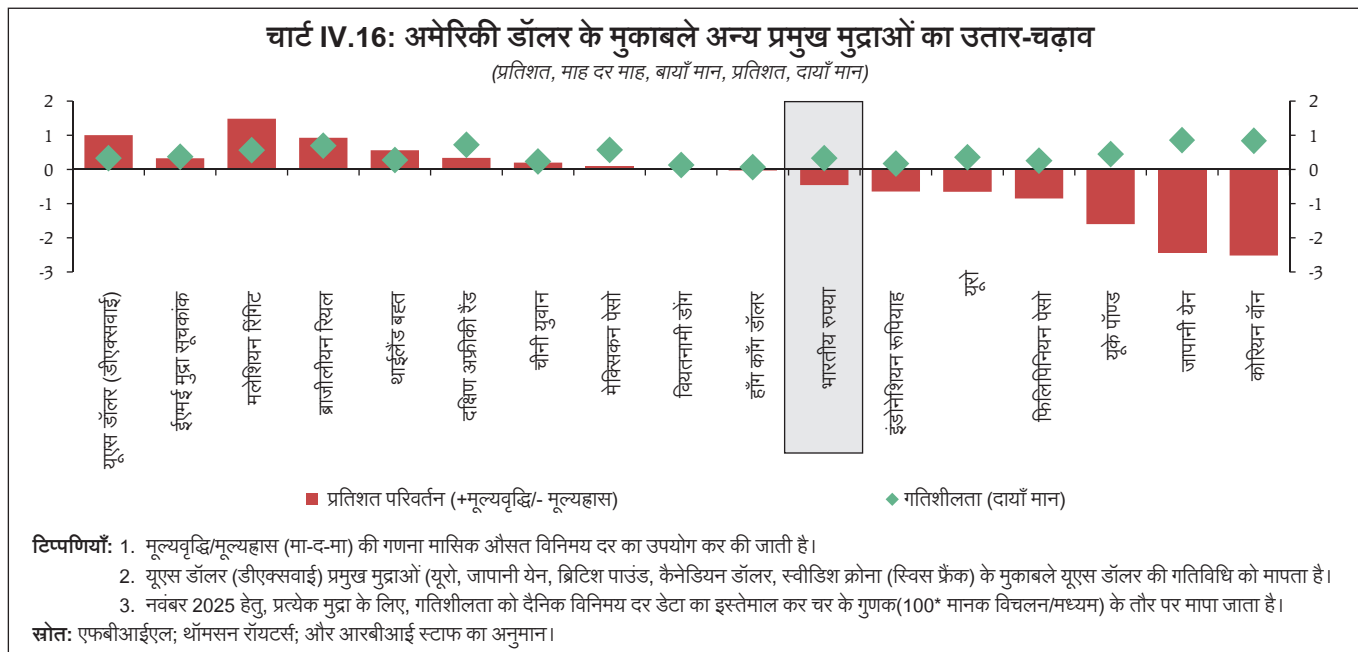 चार्ट IV.16: अमेरिकी डॉलर के मुकाबले अन्य प्रमुख मुद्राओं का उतार-चढ़ाव
(प्रतिशत, माह दर माह, बायाँ मान, प्रतिशत, दायाँ मान)
2
1
0
-1
-2
-3
2
1
0
-1
-2
-3
यूएस डॉलर (डीएक्सवाई)
ईएमई मुद्रा सूचकांक
मलेशियन रिंगिट
ब्राजीलीयन रियल
थाईलैंड बह्त
दक्षिण अफ्रीकी रैंड
चीनी युवान
मेक्सिकन पेसो
वियतनामी डोंग
हाँग काँग डॉलर
भारतीय रुपया
इंडोनेशियन रूपियाह
यूरो
फिलिपिनियन पेसो
यूके पॉण्ड
जापानी येन
कोरियन वॉन
प्रतिशत परिवर्तन (+मूल्यवृद्धि/- मूल्यह्रास)
गतिशीलता (दायाँ मान)
टिप्पणियाँ: 1. मूल्यवृद्धि/मूल्यह्रास (मा-द-मा) की गणना मासिक औसत विनिमय दर का उपयोग कर की जाती है।
2. यूएस डॉलर (डीएक्सवाई) प्रमुख मुद्राओं (यूरो, जापानी येन, ब्रिटिश पाउंड, कैनेडियन डॉलर, स्वीडिश क्रोना (स्विस फ्रैंक) के मुकाबले यूएस डॉलर की गतिविधि को मापता है।
3. नवंबर 2025 हेतु, प्रत्येक मुद्रा के लिए, गतिशीलता को दैनिक विनिमय दर डेटा का इस्तेमाल कर चर के गुणक(100* मानक विचलन/मध्यम) के तौर पर मापा जाता है।
स्रोत: एफबीआईएल; थॉमसन रॉयटर्स; और आरबीआई स्टाफ का अनुमान।